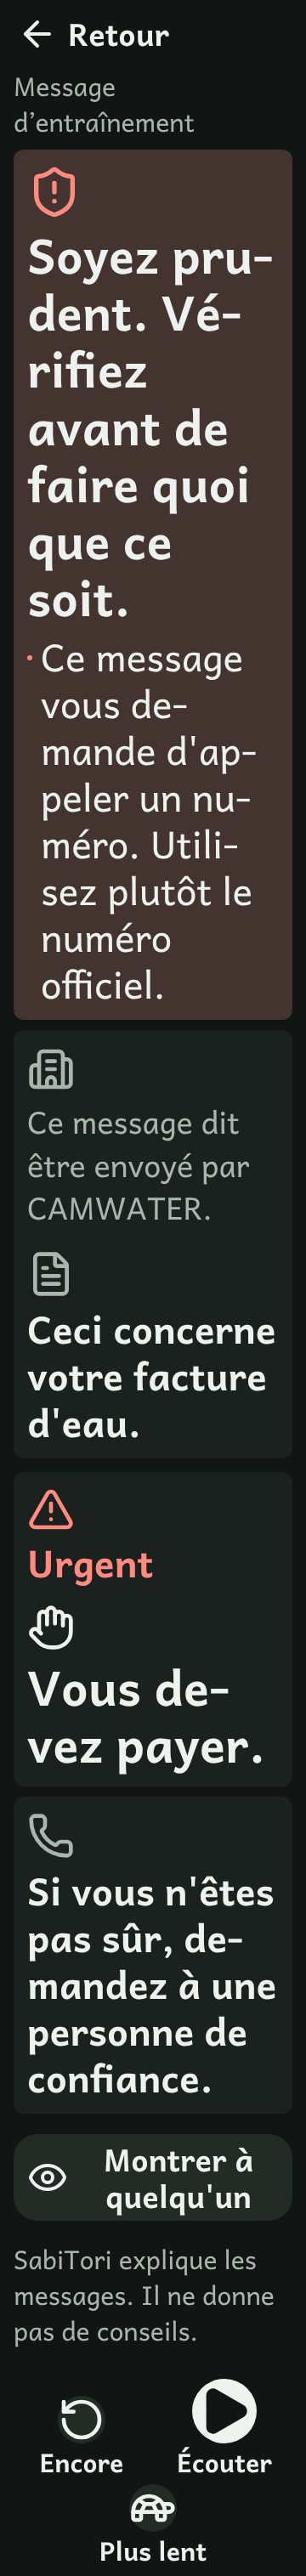 Retour
Message
d’entraînement
Soyez pru-
dent. Vé-
rifiez
avant de
faire quoi
que ce
soit.
· Ce message
vous de-
mande d'ap-
peler un nu-
méro. Utili-
sez plutôt le
numéro
officiel.
Ce message dit
être envoyé par
CAMWATER.
Ceci concerne
votre facture
d'eau.
Urgent
Vous de-
vez payer.
Si vous n'êtes
pas sûr, de-
mandez à une
personne de
confiance.
Montrer à
quelqu'un
SabiTori explique les
messages. Il ne donne
pas de conseils.
Encore
Écouter
Plus lent